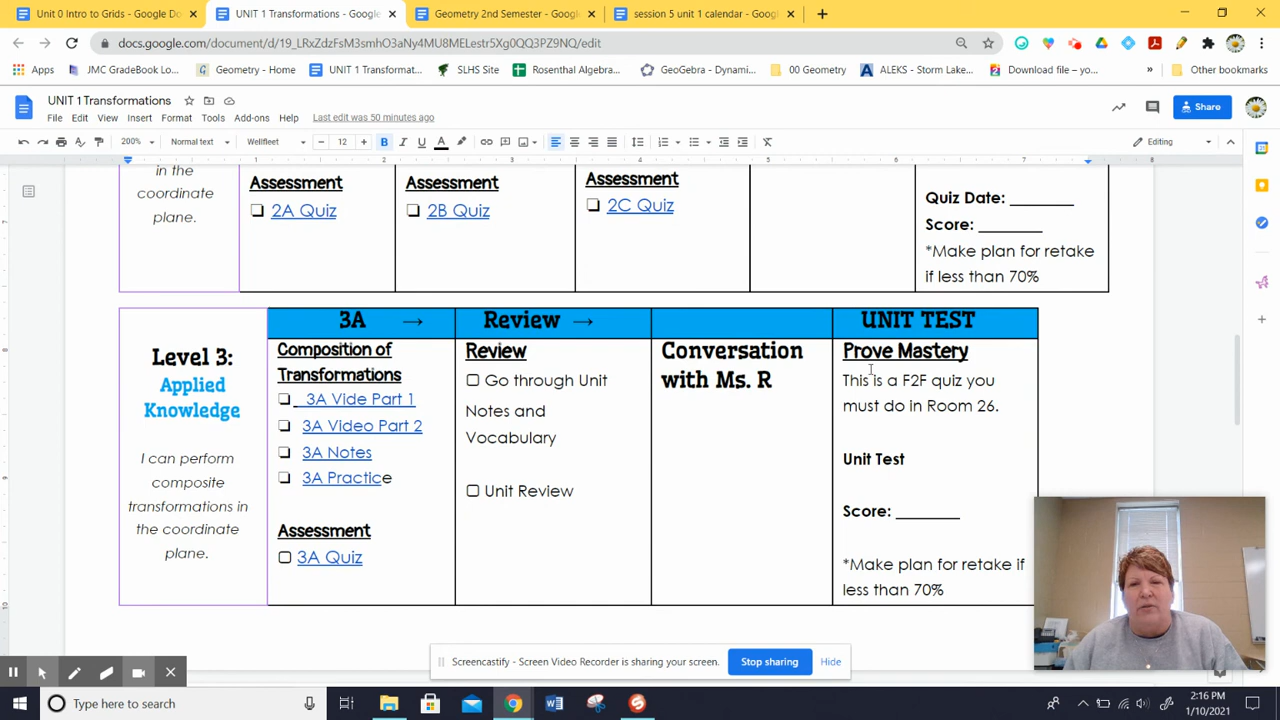 Unit 0 Intro to Grids - Google Do
UNIT 1 Transformations - Google
Geometry 2nd Semester - Google
session 5 unit 1 calendar - Goog
docs.google.com/document/d/19_LRxZdzFsM3smhO3aNy4MU8MELestr5Xg0QQ3PZ9NQ/edit
Apps
JMC GradeBook Lo...
Geometry - Home
UNIT 1 Transformat...
SLHS Site
Rosenthal Algebra...
GeoGebra - Dynami...
00 Geometry
ALEKS - Storm Lake...
Download file – yo...
»
Other bookmarks
UNIT 1 Transformations
File Edit View Insert Format Tools Add-ons Help
Last edit was 50 minutes ago
Share
200%
Normal text
Wellfleet
12
Editing
1 2 3 4 5 6 7 8
in the
coordinate
plane.
Assessment
2A Quiz
Assessment
2B Quiz
Assessment
2C Quiz
Quiz Date: ________
Score: ________
*Make plan for retake
if less than 70%
Level 3:
Applied
Knowledge
I can perform
composite
transformations in
the coordinate
plane.
3A →
Composition of
Transformations
3A Vide Part 1
3A Video Part 2
3A Notes
3A Practice
Assessment
3A Quiz
Review →
Review
Go through Unit
Notes and
Vocabulary
Unit Review
Conversation
with Ms. R
UNIT TEST
Prove Mastery
This is a F2F quiz you
must do in Room 26.
Unit Test
Score: ________
*Make plan for retake if
less than 70%
Screencastify - Screen Video Recorder is sharing your screen.
Stop sharing
Hide
Type here to search
2:16 PM
1/10/2021